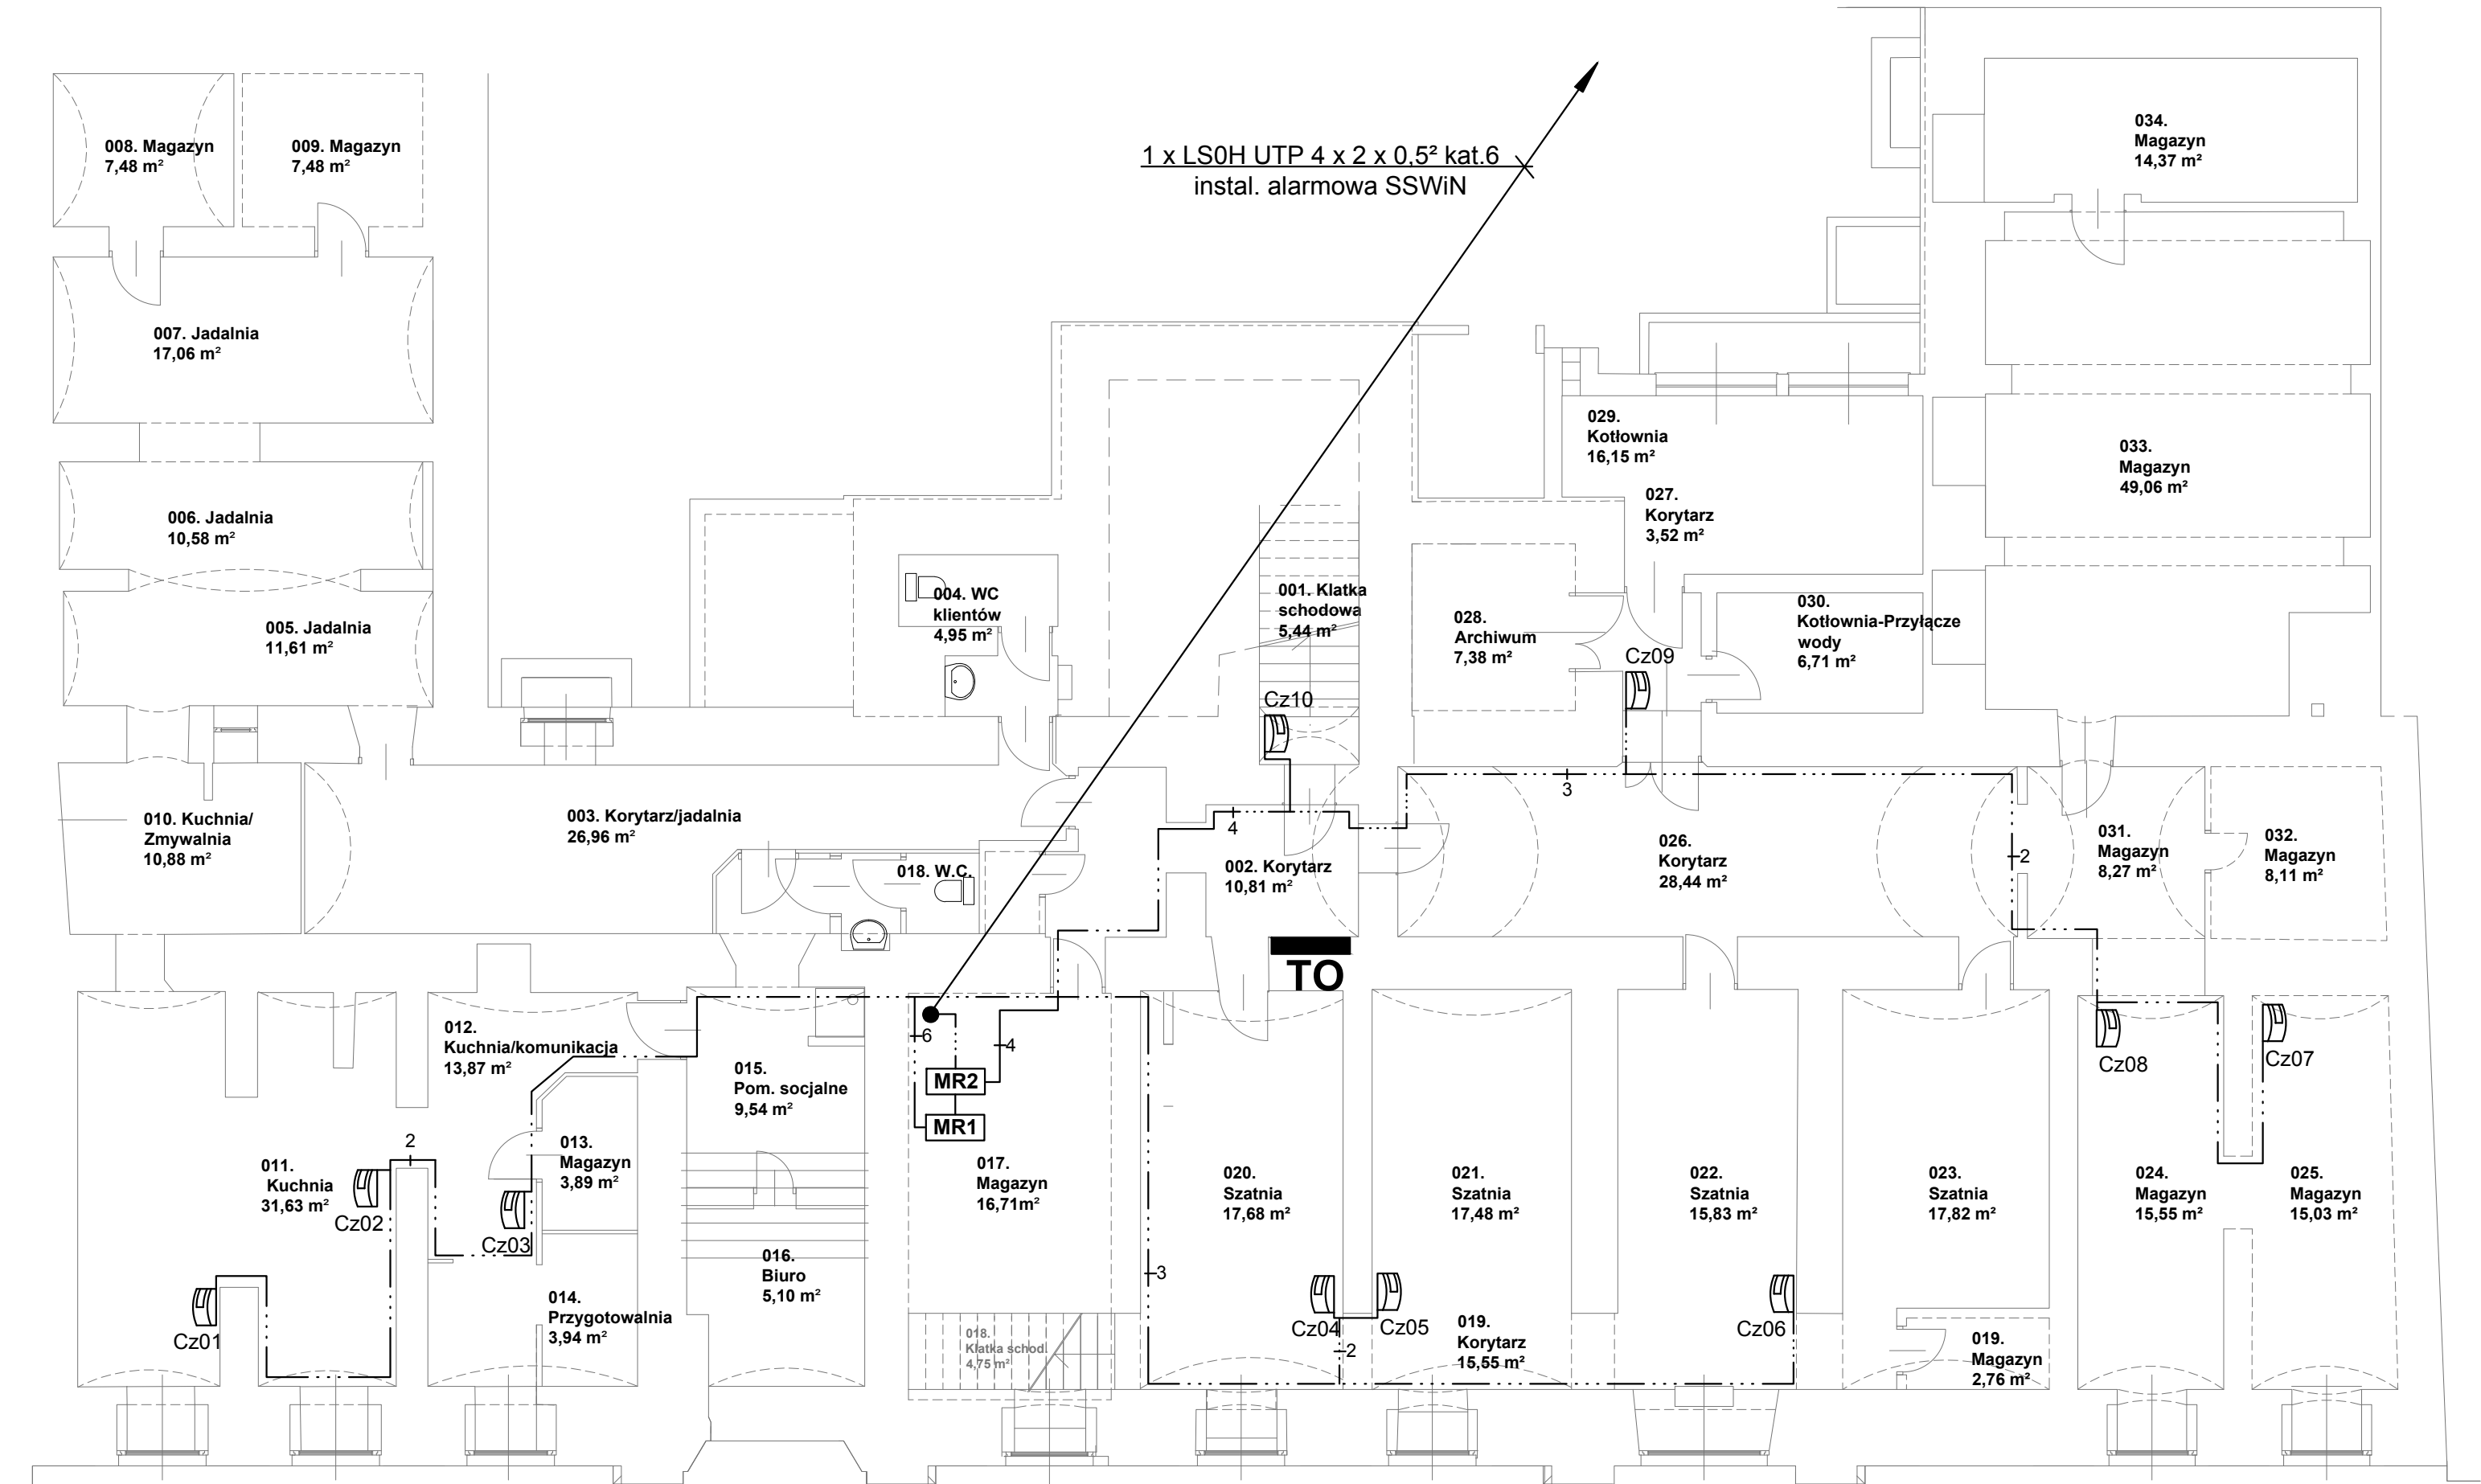 008. Magazyn
7,48 m²
009. Magazyn
7,48 m²
1 x LS0H UTP 4 x 2 x 0,5² kat.6
instal. alarmowa SSWiN
034.
Magazyn
14,37 m²
007. Jadalnia
17,06 m²
029.
Kotłownia
16,15 m²
033.
Magazyn
49,06 m²
006. Jadalnia
10,58 m²
027.
Korytarz
3,52 m²
005. Jadalnia
11,61 m²
004. WC
klientów
4,95 m²
001. Klatka
schodowa
5,44 m²
028.
Archiwum
7,38 m²
030.
Kotłownia-Przyłącze
wody
6,71 m²
Cz09
Cz10
3
4
010. Kuchnia/
Zmywalnia
10,88 m²
003. Korytarz/jadalnia
26,96 m²
018. W.C.
002. Korytarz
10,81 m²
026.
Korytarz
28,44 m²
2
031.
Magazyn
8,27 m²
032.
Magazyn
8,11 m²
TO
012.
Kuchnia/komunikacja
13,87 m²
015.
Pom. socjalne
9,54 m²
6
4
MR2
MR1
Cz08
Cz07
2
011.
Kuchnia
31,63 m²
Cz02
Cz03
013.
Magazyn
3,89 m²
017.
Magazyn
16,71m²
020.
Szatnia
17,68 m²
021.
Szatnia
17,48 m²
022.
Szatnia
15,83 m²
023.
Szatnia
17,82 m²
024.
Magazyn
15,55 m²
025.
Magazyn
15,03 m²
016.
Biuro
5,10 m²
3
Cz01
014.
Przygotowalnia
3,94 m²
018.
Klatka schod.
4,75 m²
Cz04
Cz05
2
019.
Korytarz
15,55 m²
Cz06
019.
Magazyn
2,76 m²